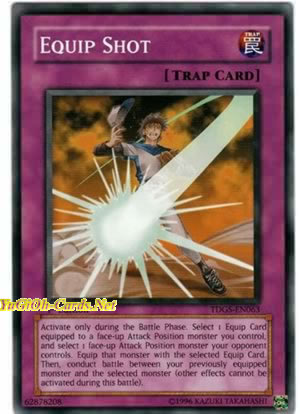 EQUIP SHOT
TRAP
罠
[TRAP CARD]
TDGS-EN063
YuGiOh-Cards.Net
Activate only during the Battle Phase. Select 1 Equip Card
equipped to a face-up Attack Position monster you control,
and select 1 face-up Attack Position monster your opponent
controls. Equip that monster with the selected Equip Card.
Then, conduct battle between your previously equipped
monster and the selected monster (other effects cannot be
activated during this battle).
62878208
©1996 KAZUKI TAKAHASHI